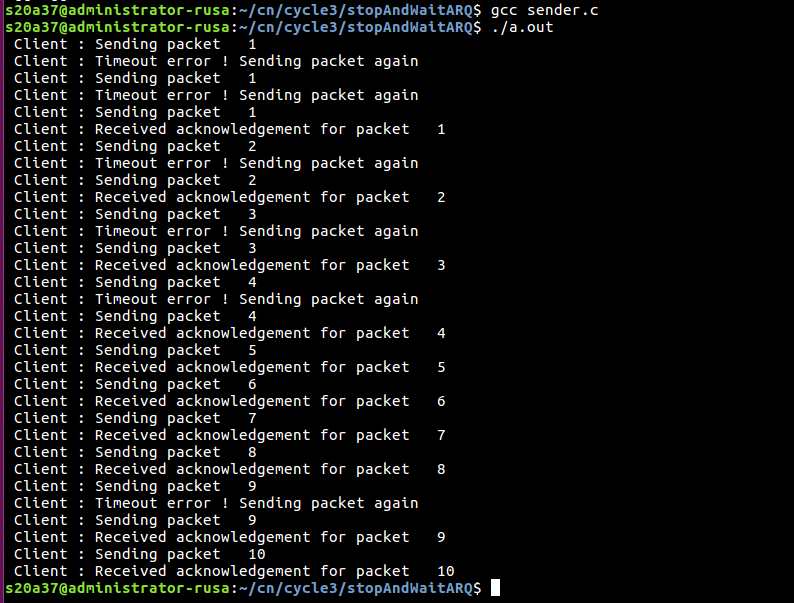 s20a37@administrator-rusa:~/cn/cycle3/stopAndWaitARQ$ gcc sender.c
s20a37@administrator-rusa:~/cn/cycle3/stopAndWaitARQ$ ./a.out
Client : Sending packet   1
Client : Timeout error ! Sending packet again
Client : Sending packet   1
Client : Timeout error ! Sending packet again
Client : Sending packet   1
Client : Received acknowledgement for packet   1
Client : Sending packet   2
Client : Timeout error ! Sending packet again
Client : Sending packet   2
Client : Received acknowledgement for packet   2
Client : Sending packet   3
Client : Timeout error ! Sending packet again
Client : Sending packet   3
Client : Received acknowledgement for packet   3
Client : Sending packet   4
Client : Timeout error ! Sending packet again
Client : Sending packet   4
Client : Received acknowledgement for packet   4
Client : Sending packet   5
Client : Received acknowledgement for packet   5
Client : Sending packet   6
Client : Received acknowledgement for packet   6
Client : Sending packet   7
Client : Received acknowledgement for packet   7
Client : Sending packet   8
Client : Received acknowledgement for packet   8
Client : Sending packet   9
Client : Timeout error ! Sending packet again
Client : Sending packet   9
Client : Received acknowledgement for packet   9
Client : Sending packet   10
Client : Received acknowledgement for packet   10
s20a37@administrator-rusa:~/cn/cycle3/stopAndWaitARQ$